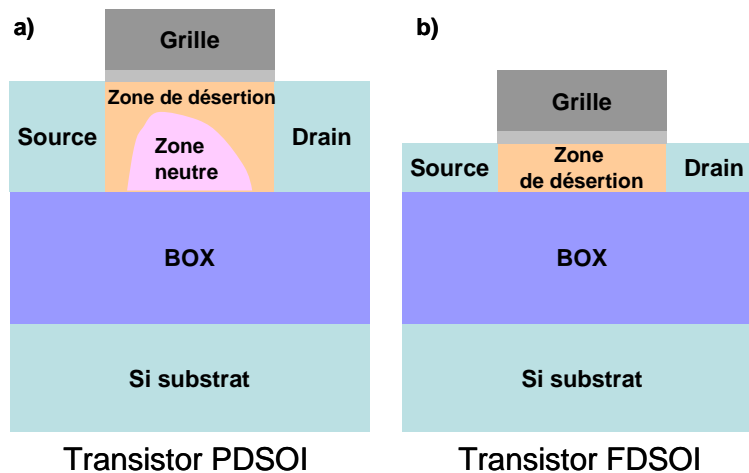 a)
Grille
Zone de désertion
Source
Zone
neutre
Drain
BOX
Si substrat
Transistor PDSOI
b)
Grille
Source
Zone
de désertion
Drain
BOX
Si substrat
Transistor FDSOI